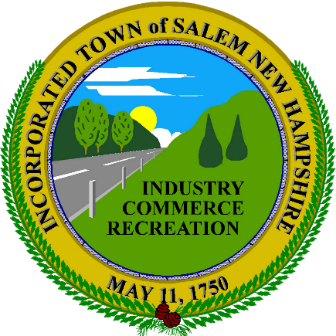 INCORPORATED TOWN of SALEM NEW HAMPSHIRE
INDUSTRY
COMMERCE
RECREATION
MAY 11, 1750